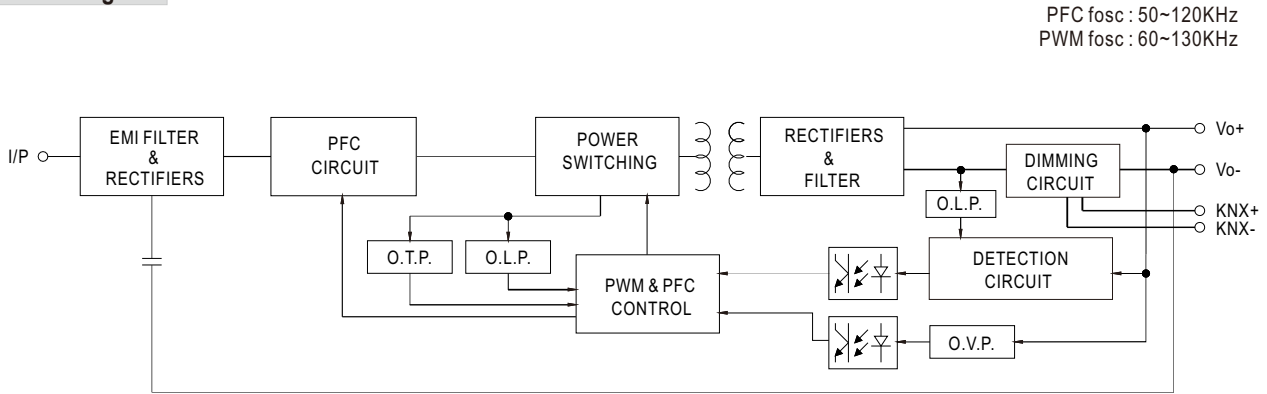 PFC fosc : 50~120KHz
PWM fosc : 60~130KHz
I/P
EMI FILTER
&
RECTIFIERS
PFC
CIRCUIT
POWER
SWITCHING
RECTIFIERS
&
FILTER
DIMMING
CIRCUIT
Vo+
Vo-
KNX+
KNX-
O.L.P.
O.T.P.
O.L.P.
PWM & PFC
CONTROL
DETECTION
CIRCUIT
O.V.P.